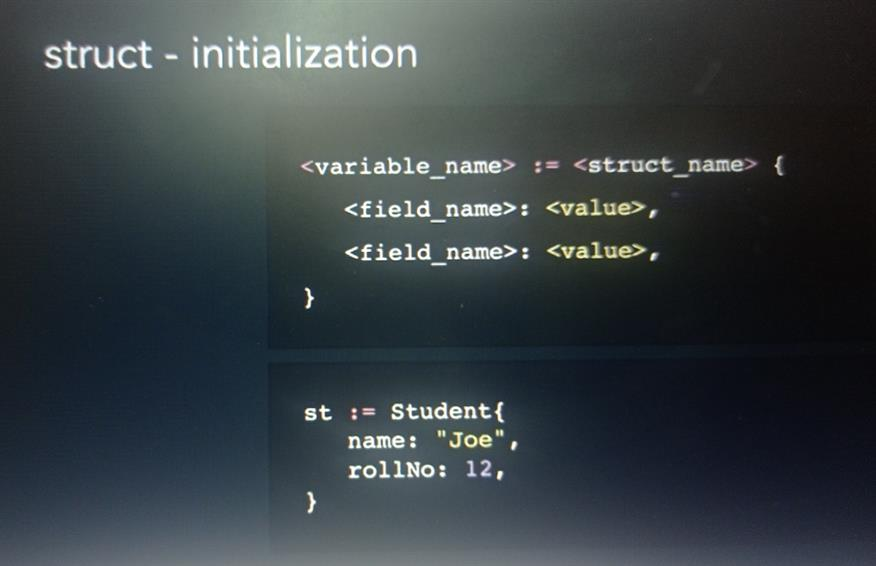 struct - initialization
<variable_name> := <struct_name> {
<field_name>: <value>,
<field_name>: <value>,
}
st := Student{
name: "Joe",
rollNo: 12,
}